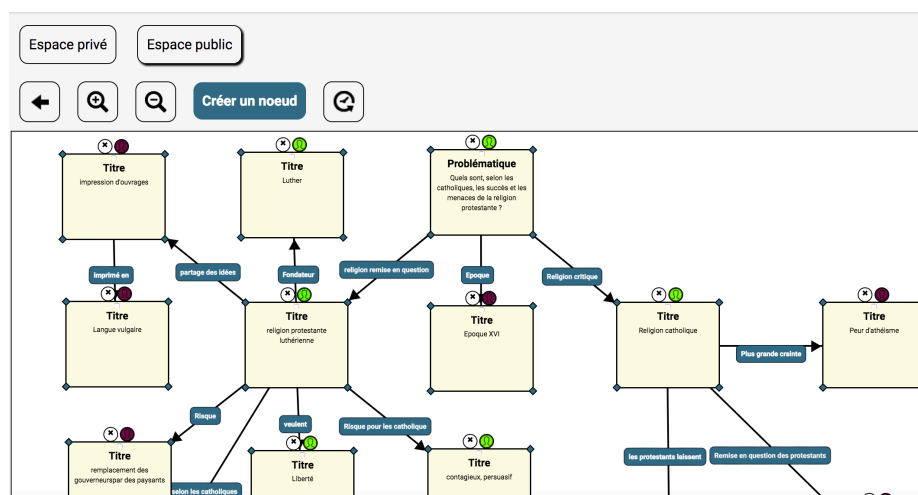 Espace privé
Espace public
Créer un noeud
Titre
impression d'ouvrages
Titre
Luther
Problématique
Quels sont, selon les
catholiques, les succès et les
menaces de la religion
protestante ?
Imprimé en
partage des idées
Fondateur
religion remise en question
Epoque
Religion critique
Titre
Langue vulgaire
Titre
religion protestante
luthérienne
Titre
Epoque XVI
Titre
Religion catholique
Titre
Peur d'athéisme
Plus grande crainte
Risque
veulent
Risque pour les catholique
les protestants laissent
Remise en question des protestants
Titre
remplacement des
gouverneurspar des paysants
selon les catholiques
Titre
Liberté
Titre
contagieux, persuasif